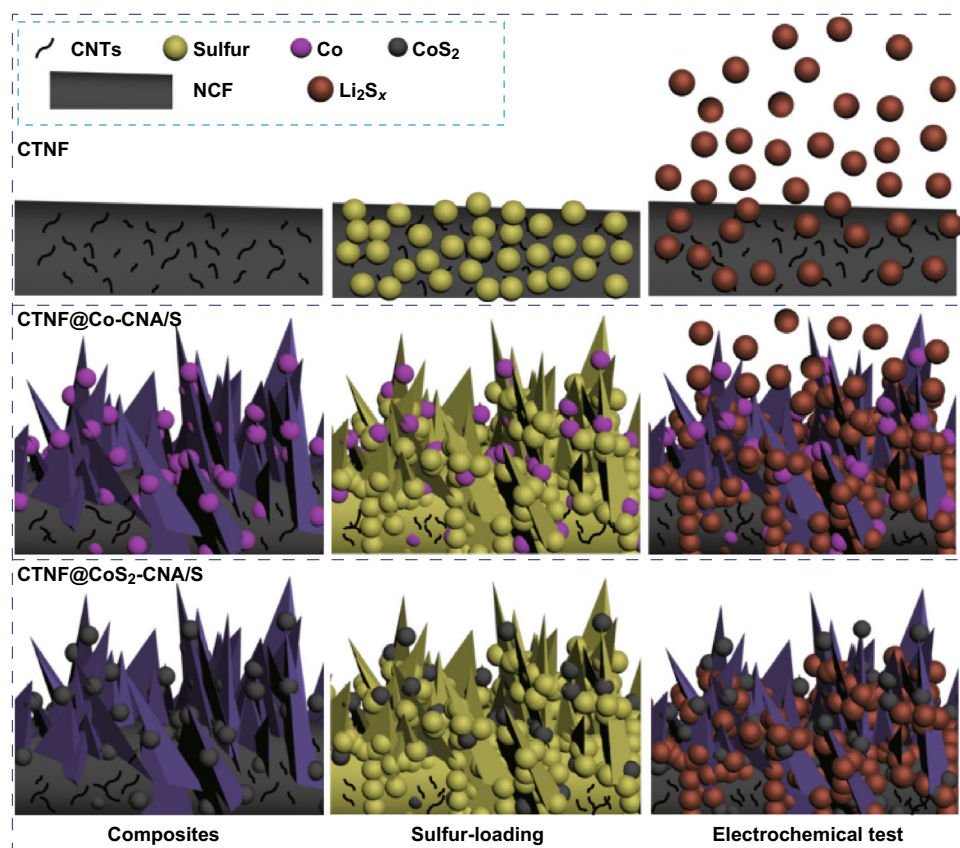 CNTs Sulfur Co CoS₂
NCF Li₂Sₓ
CTNF
CTNF@Co-CNA/S
CTNF@CoS₂-CNA/S
Composites Sulfur-loading Electrochemical test